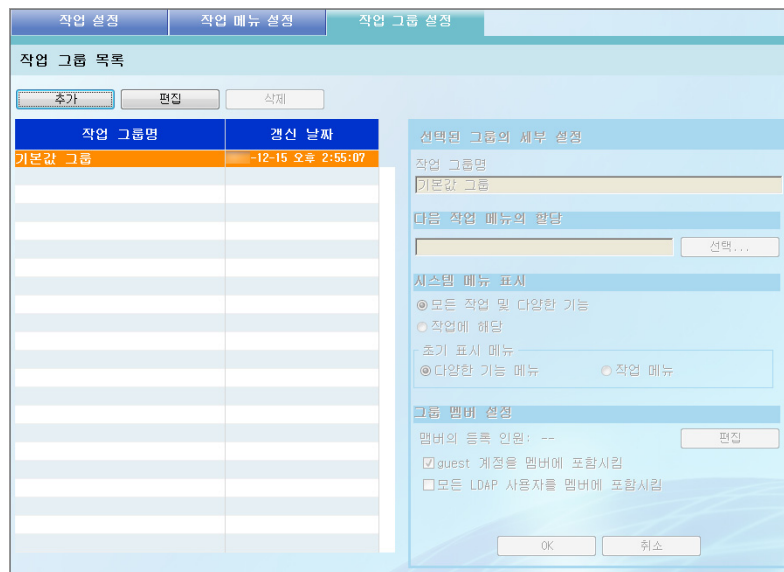 작업 설정 작업 메뉴 설정 작업 그룹 설정
작업 그룹 목록
추가 편집 삭제
작업 그룹명 갱신 날짜
기본값 그룹 -12-15 오후 2:55:07
선택된 그룹의 세부 설정
작업 그룹명
기본값 그룹
다음 작업 메뉴의 할당
선택...
시스템 메뉴 표시
모든 작업 및 다양한 기능
작업에 해당
초기 표시 메뉴
다양한 기능 메뉴 작업 메뉴
그룹 멤버 설정
맴버의 등록 인원: --
편집
guest 계정을 멤버에 포함시킴
모든 LDAP 사용자를 멤버에 포함시킴
OK 취소